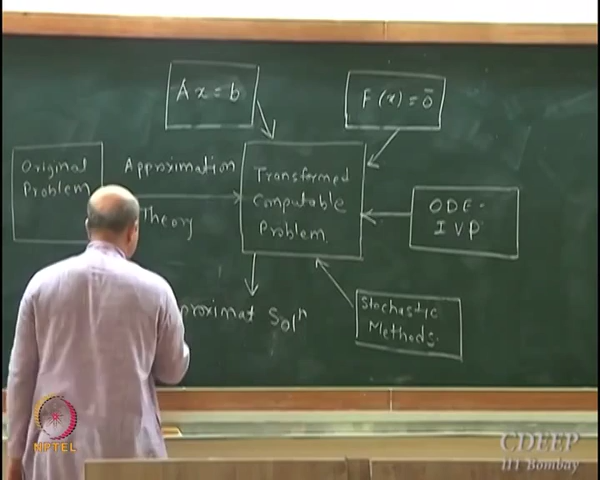 Ax = b
F(x) = 0̄
Original
Problem
Approximation
Theory
Transformed
Computable
Problem.
ODE-
IVP
proximat Solⁿ
Stochastic
Methods.
NPTEL
CDEEP
IIT Bombay